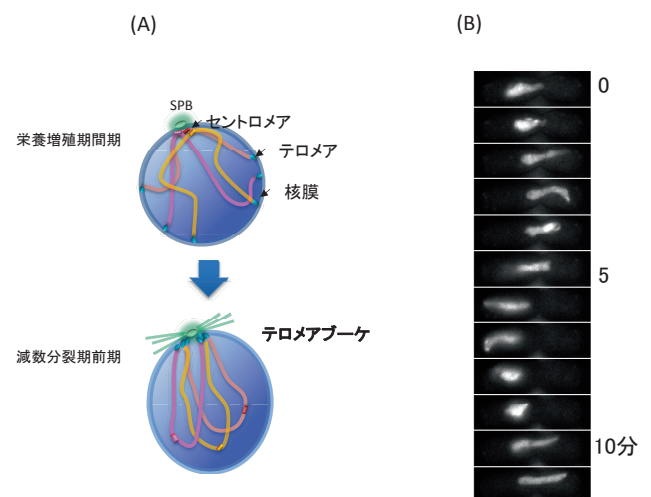 (A)
SPB
セントロメア
栄養増殖期間期
テロメア
核膜
テロメアブーケ
減数分裂期前期
(B)
0
5
10分